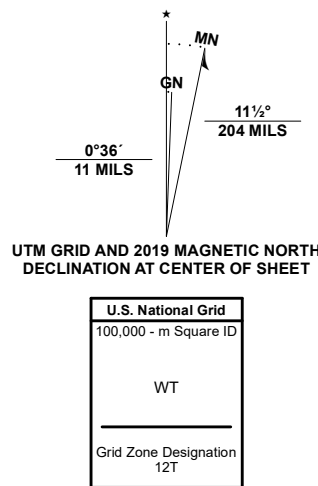 ★
MN
GN
11½°
204 MILS
0°36´
11 MILS
UTM GRID AND 2019 MAGNETIC NORTH
DECLINATION AT CENTER OF SHEET
U.S. National Grid
100,000 - m Square ID
WT
Grid Zone Designation
12T